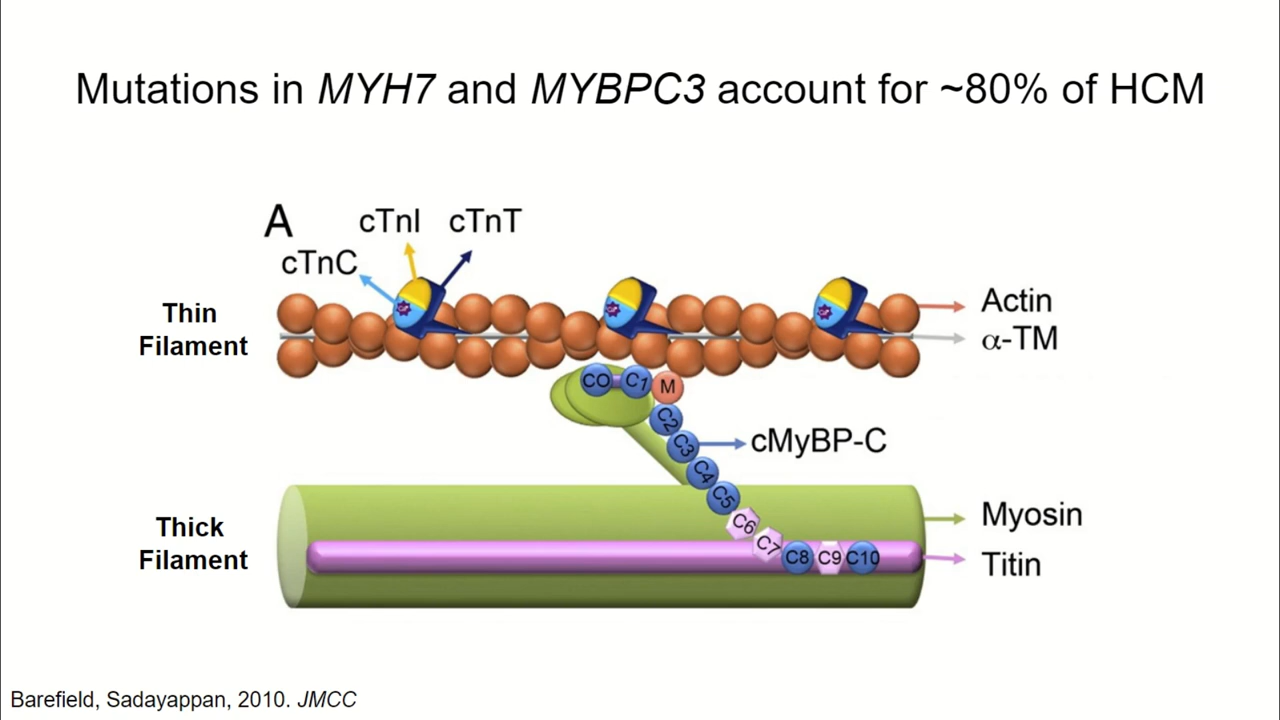 Mutations in MYH7 and MYBPC3 account for ~80% of HCM
A
cTnI
cTnT
cTnC
Thin
Filament
Actin
α-TM
CO
C1
M
C2
C3
cMyBP-C
C4
C5
C6
C7
C8
C9
C10
Thick
Filament
Myosin
Titin
Barefield, Sadayappan, 2010. JMCC